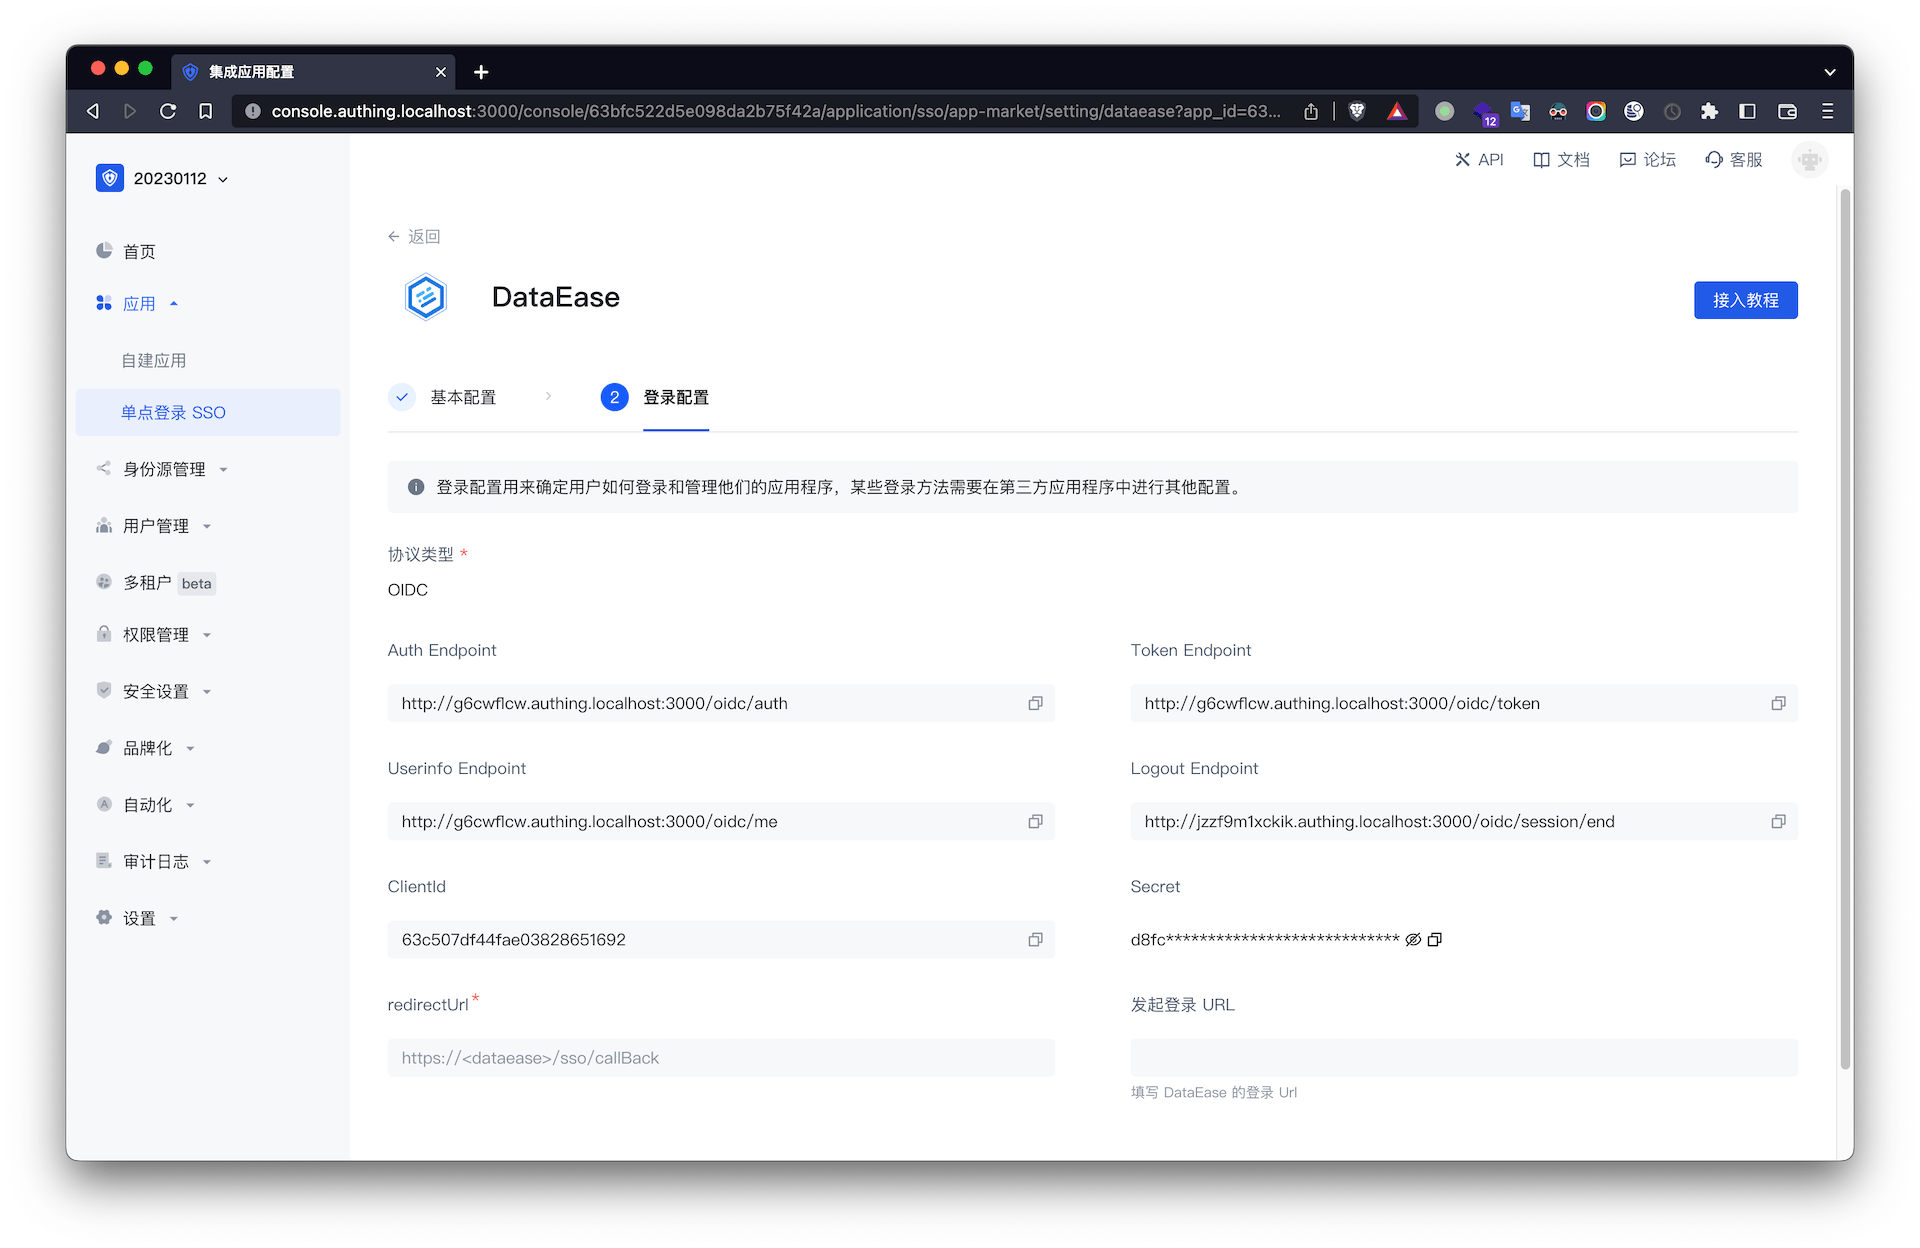 集成应用配置
console.authing.localhost:3000/console/63bfc522d5e098da2b75f42a/application/sso/app-market/setting/dataease?app_id=63...
12
20230112
API
文档
论坛
客服
首页
应用
自建应用
单点登录 SSO
身份源管理
用户管理
多租户 beta
权限管理
安全设置
品牌化
自动化
审计日志
设置
返回
DataEase
接入教程
基本配置
2 登录配置
登录配置用来确定用户如何登录和管理他们的应用程序，某些登录方法需要在第三方应用程序中进行其他配置。
协议类型 *
OIDC
Auth Endpoint
http://g6cwflcw.authing.localhost:3000/oidc/auth
Token Endpoint
http://g6cwflcw.authing.localhost:3000/oidc/token
Userinfo Endpoint
http://g6cwflcw.authing.localhost:3000/oidc/me
Logout Endpoint
http://jzzf9m1xckik.authing.localhost:3000/oidc/session/end
ClientId
63c507df44fae03828651692
Secret
d8fc****************************
redirectUrl *
https://<dataease>/sso/callBack
发起登录 URL
填写 DataEase 的登录 Url